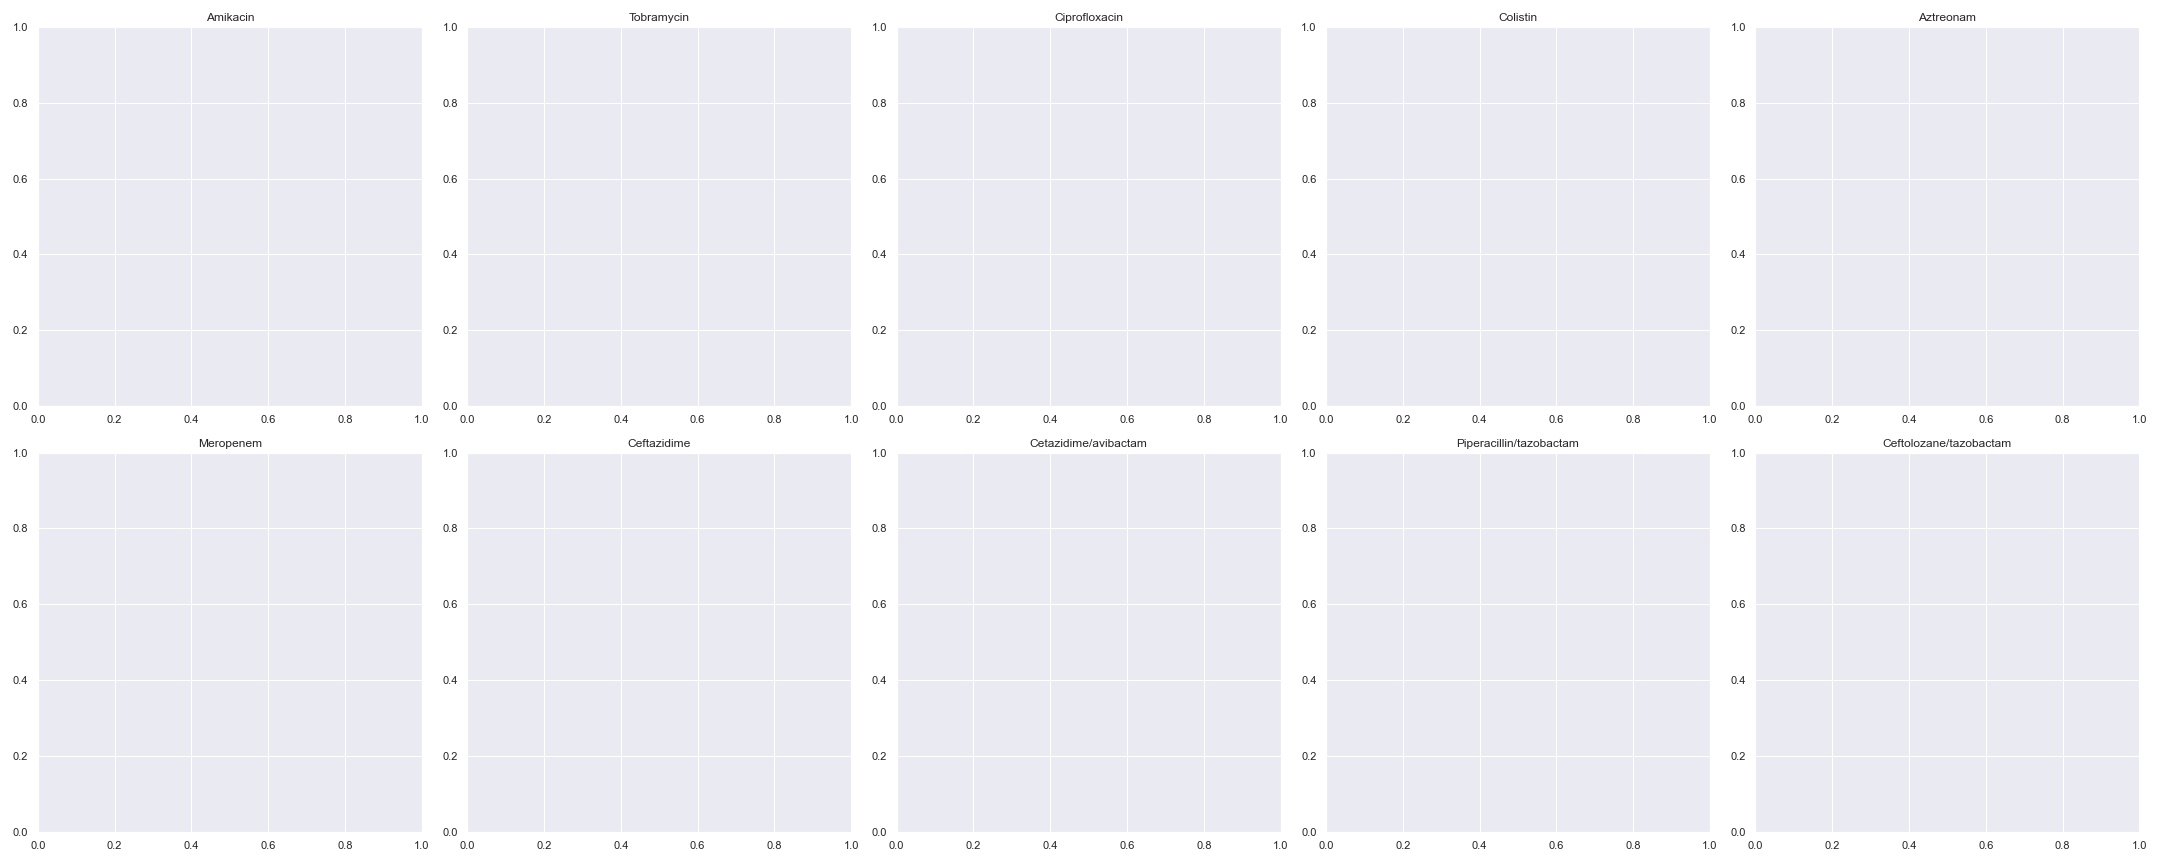 Amikacin Tobramycin Ciprofloxacin Colistin Aztreonam
1.0 1.0 1.0 1.0 1.0
0.8 0.8 0.8 0.8 0.8
0.6 0.6 0.6 0.6 0.6
0.4 0.4 0.4 0.4 0.4
0.2 0.2 0.2 0.2 0.2
0.0 0.0 0.0 0.0 0.0
0.0 0.2 0.4 0.6 0.8 1.0 0.0 0.2 0.4 0.6 0.8 1.0 0.0 0.2 0.4 0.6 0.8 1.0 0.0 0.2 0.4 0.6 0.8 1.0 0.0 0.2 0.4 0.6 0.8 1.0
Meropenem Ceftazidime Cetazidime/avibactam Piperacillin/tazobactam Ceftolozane/tazobactam
1.0 1.0 1.0 1.0 1.0
0.8 0.8 0.8 0.8 0.8
0.6 0.6 0.6 0.6 0.6
0.4 0.4 0.4 0.4 0.4
0.2 0.2 0.2 0.2 0.2
0.0 0.0 0.0 0.0 0.0
0.0 0.2 0.4 0.6 0.8 1.0 0.0 0.2 0.4 0.6 0.8 1.0 0.0 0.2 0.4 0.6 0.8 1.0 0.0 0.2 0.4 0.6 0.8 1.0 0.0 0.2 0.4 0.6 0.8 1.0